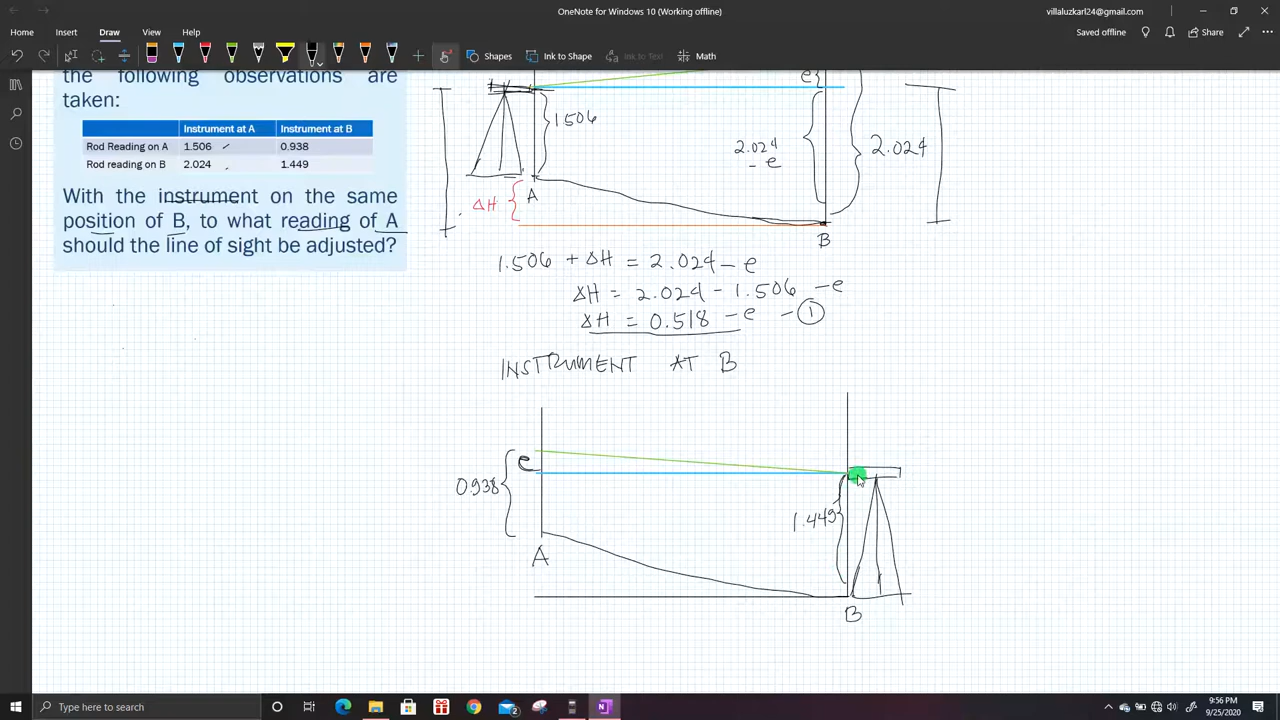 OneNote for Windows 10 (Working offline)
villaluzkarl24@gmail.com
Home Insert Draw View Help
Saved offline
Share
Shapes
Ink to Shape
Ink to Text
Math
the following observations are
taken:
Instrument at A Instrument at B
Rod Reading on A 1.506 0.938
Rod reading on B 2.024 1.449
With the instrument on the same
position of B, to what reading of A
should the line of sight be adjusted?
e
1.506
2.024
- e
2.024
A
ΔH
B
1.506 + ΔH = 2.024 - e
ΔH = 2.024 - 1.506 - e
ΔH = 0.518 - e - 1
INSTRUMENT AT B
e
0.938
1.449
A
B
Type here to search
2
9:56 PM
9/25/2020